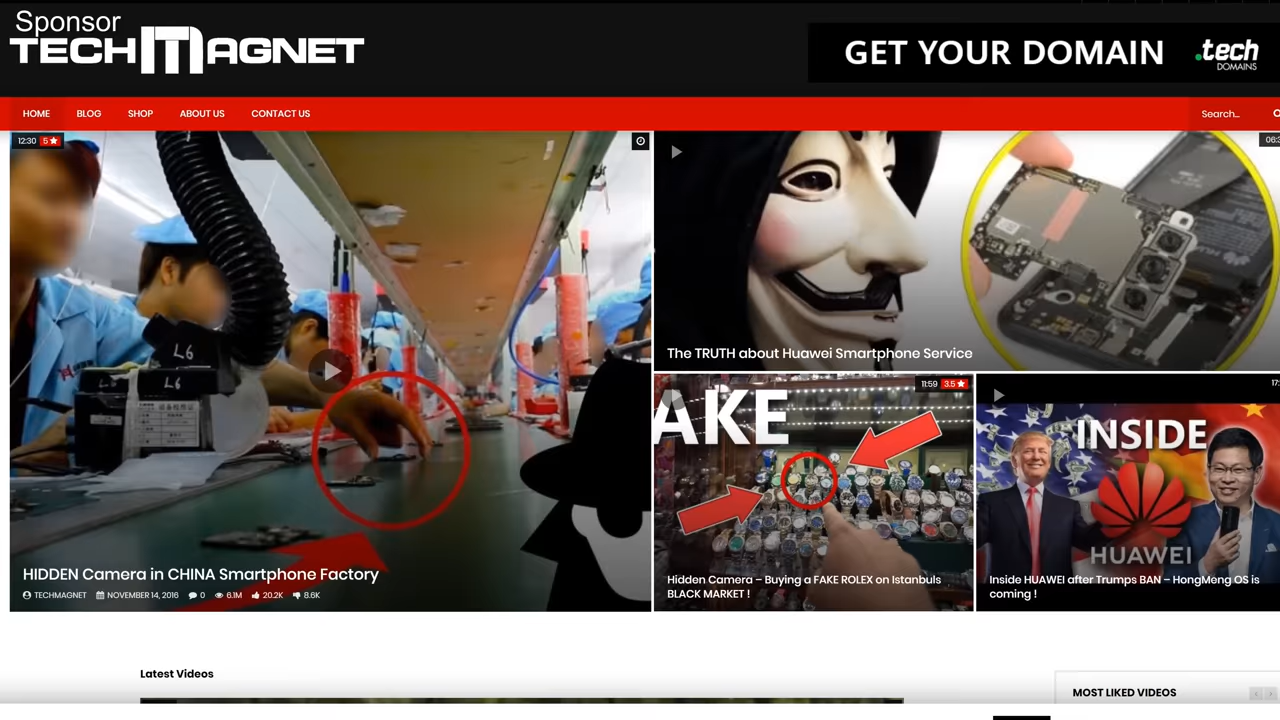 Sponsor
TECHMAGNET
GET YOUR DOMAIN
.tech
DOMAINS
HOME
BLOG
SHOP
ABOUT US
CONTACT US
Search...
12:30
5
L6
L6 L6
HIDDEN Camera in CHINA Smartphone Factory
TECHMAGNET NOVEMBER 14, 2016 0 6.1M 20.2K 8.6K
The TRUTH about Huawei Smartphone Service
11:59 3.5
AKE
Hidden Camera – Buying a FAKE ROLEX on Istanbuls
BLACK MARKET !
INSIDE
HUAWEI
Inside HUAWEI after Trumps BAN – HongMeng OS is
coming !
Latest Videos
MOST LIKED VIDEOS